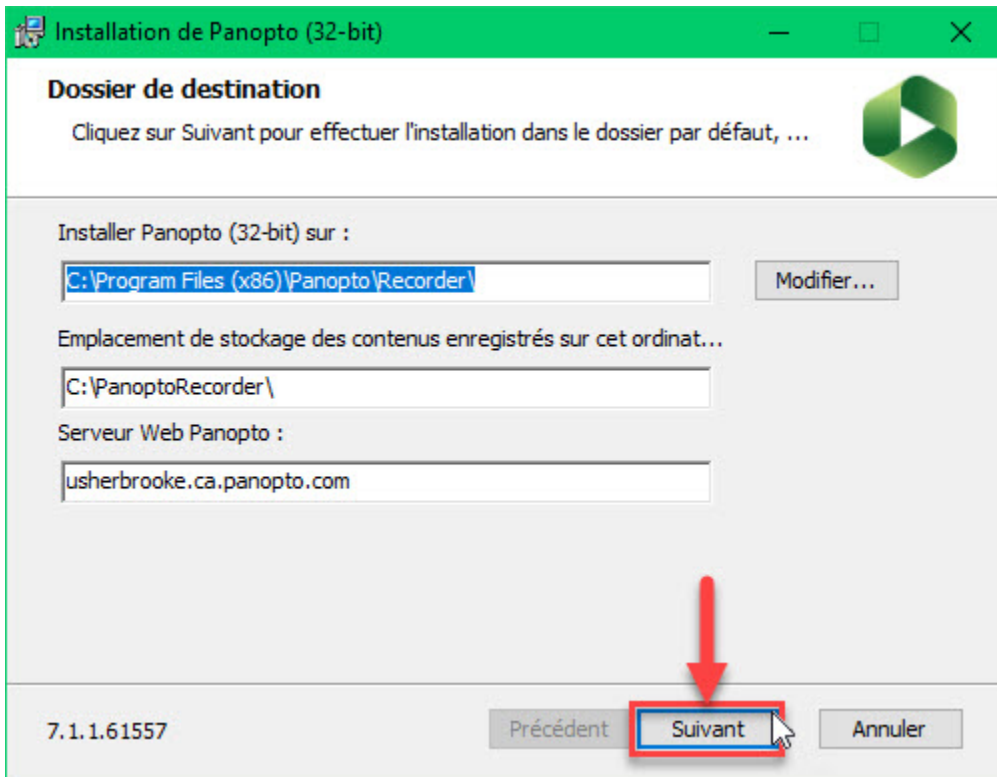 Installation de Panopto (32-bit)
Dossier de destination
Cliquez sur Suivant pour effectuer l'installation dans le dossier par défaut, ...
Installer Panopto (32-bit) sur :
C:\Program Files (x86)\Panopto\Recorder\
Modifier...
Emplacement de stockage des contenus enregistrés sur cet ordinat...
C:\PanoptoRecorder\
Serveur Web Panopto :
usherbrooke.ca.panopto.com
7.1.1.61557
Précédent
Suivant
Annuler